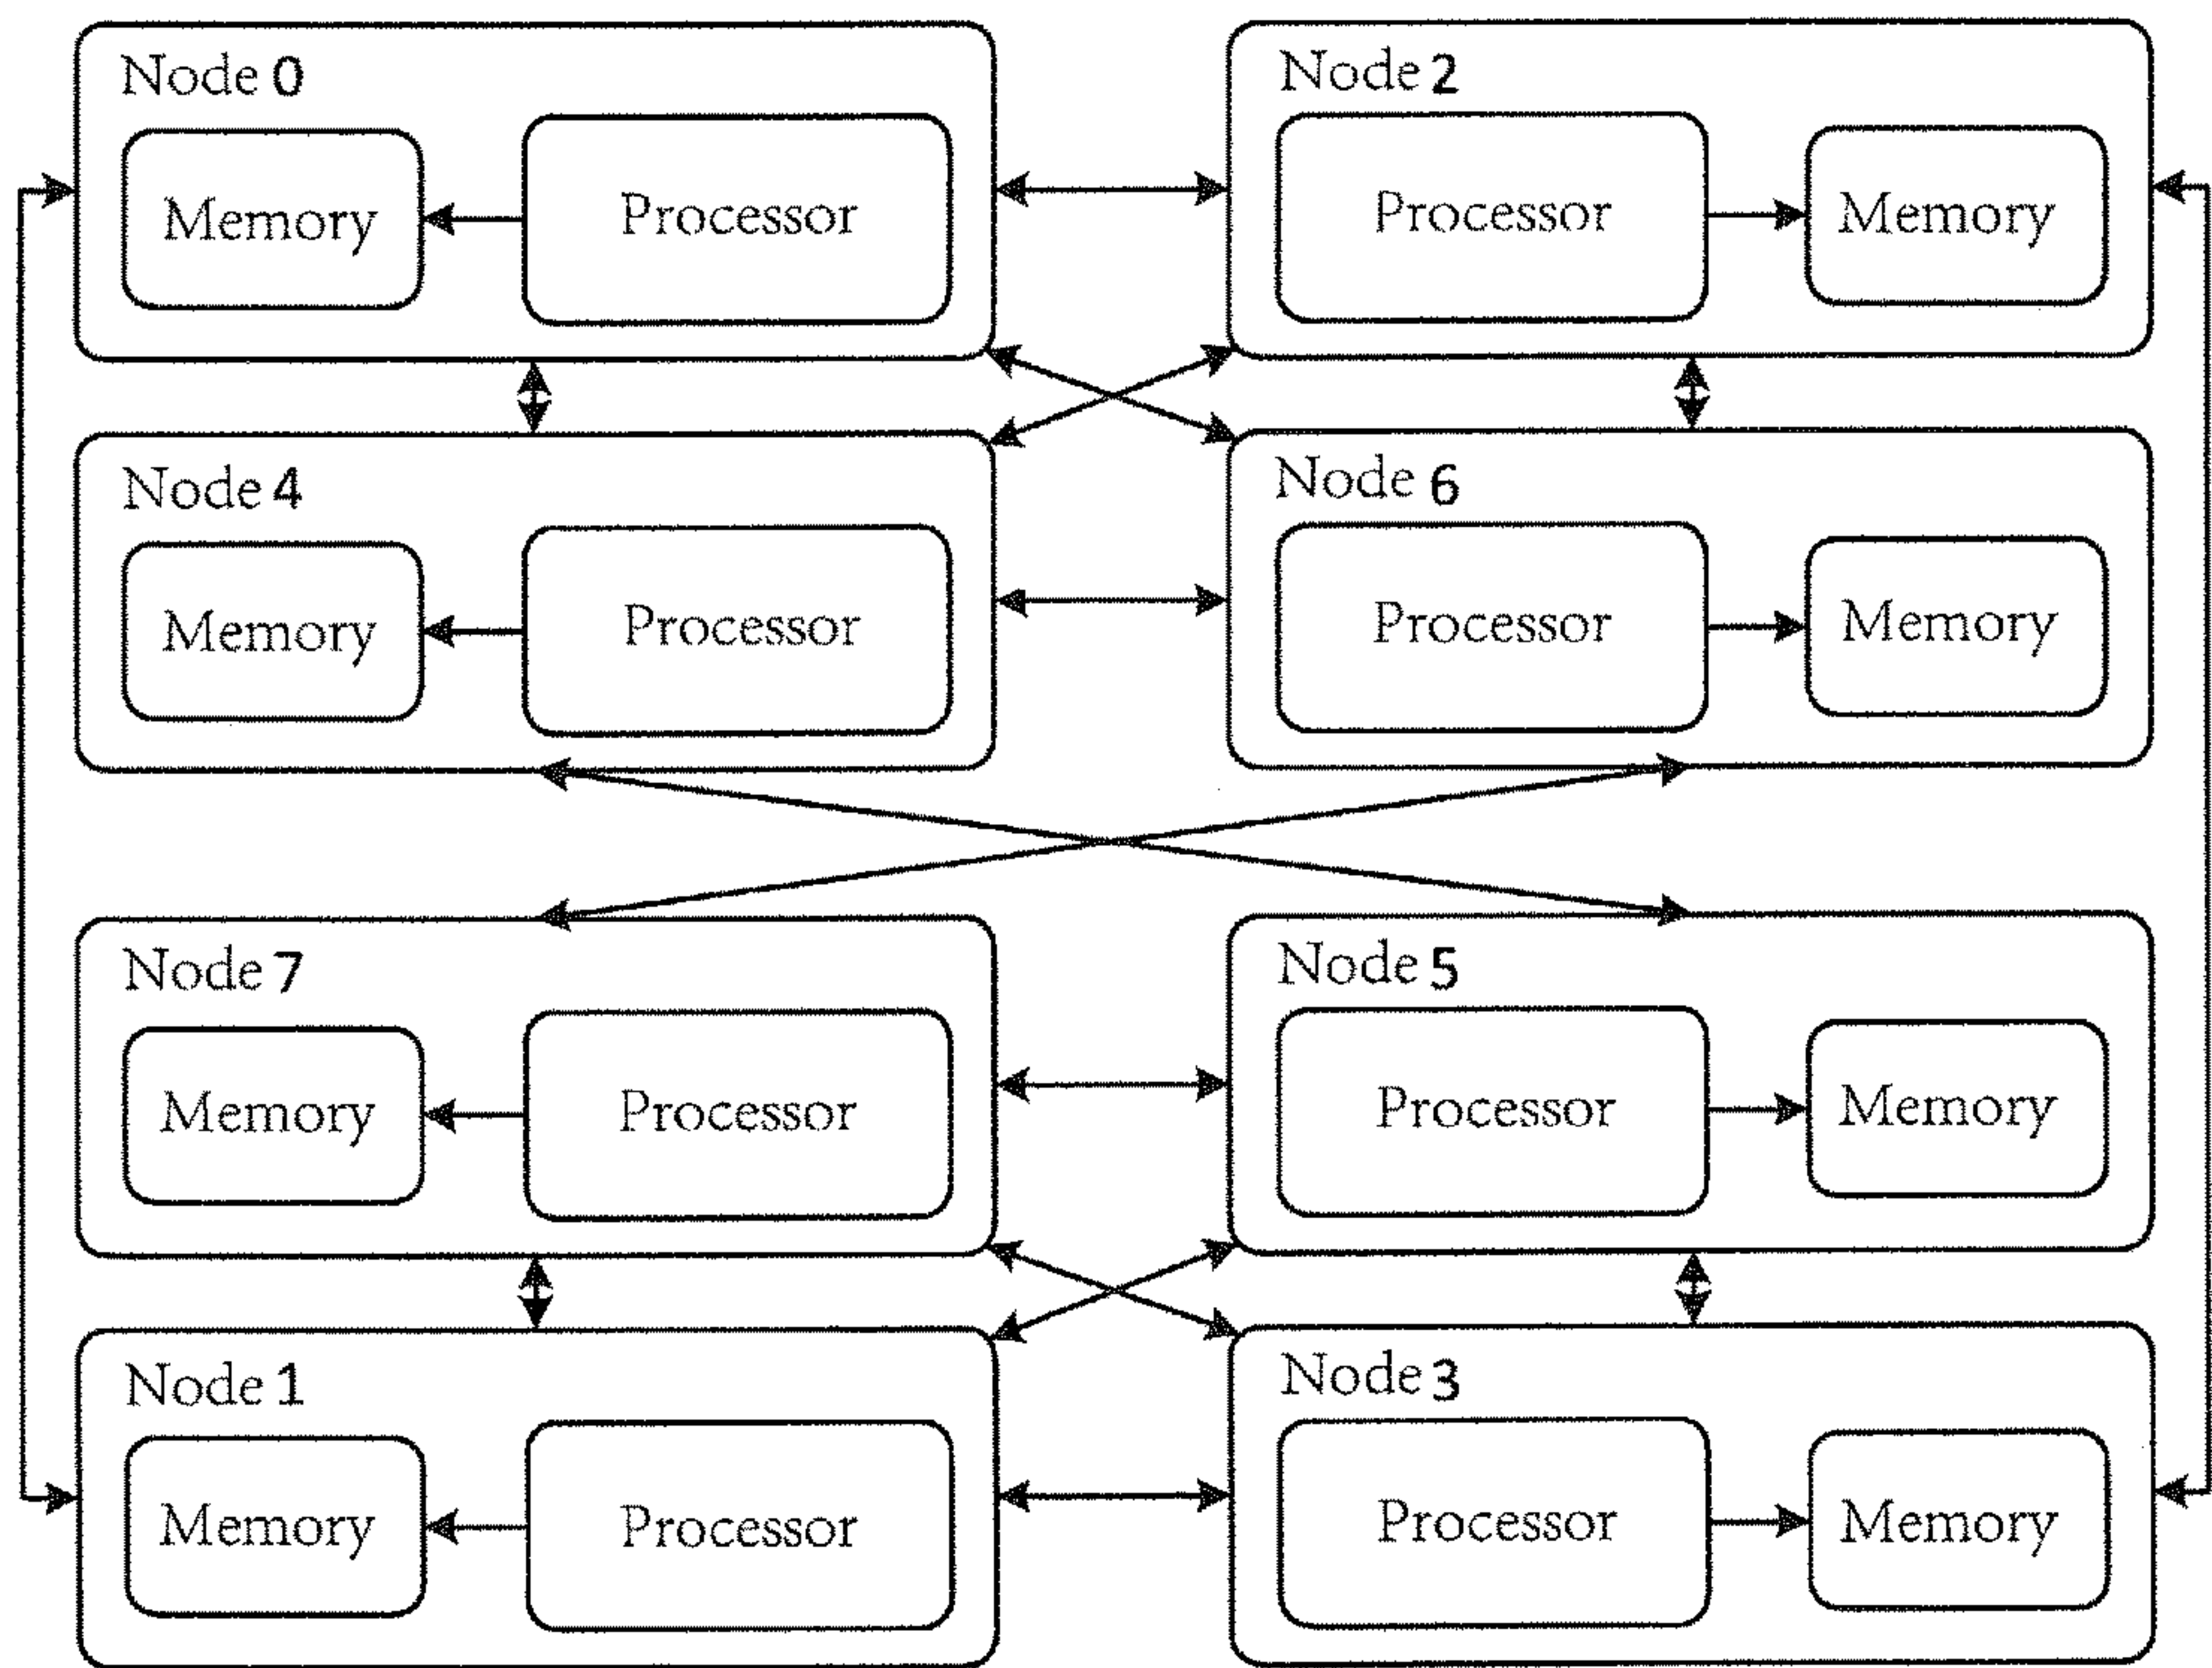 Node 0
Memory
Processor
Node 2
Processor
Memory
Node 4
Memory
Processor
Node 6
Processor
Memory
Node 7
Memory
Processor
Node 5
Processor
Memory
Node 1
Memory
Processor
Node 3
Processor
Memory